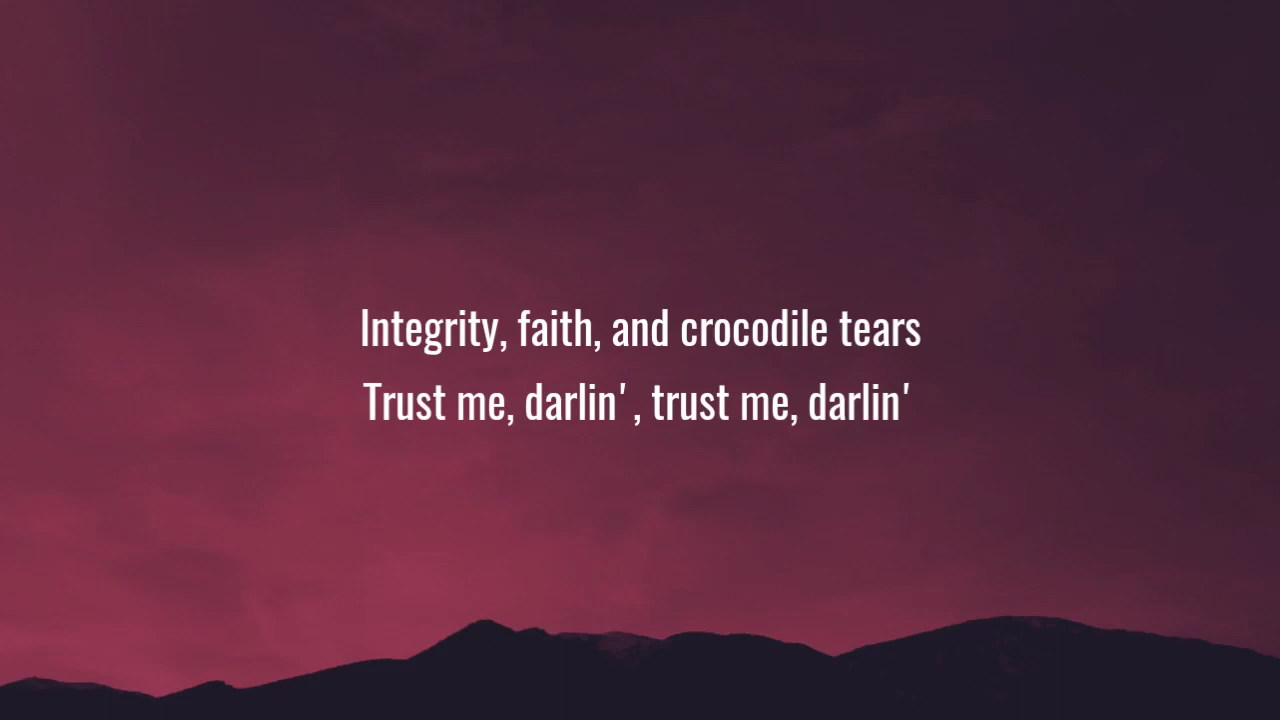 Integrity, faith, and crocodile tears
Trust me, darlin', trust me, darlin'